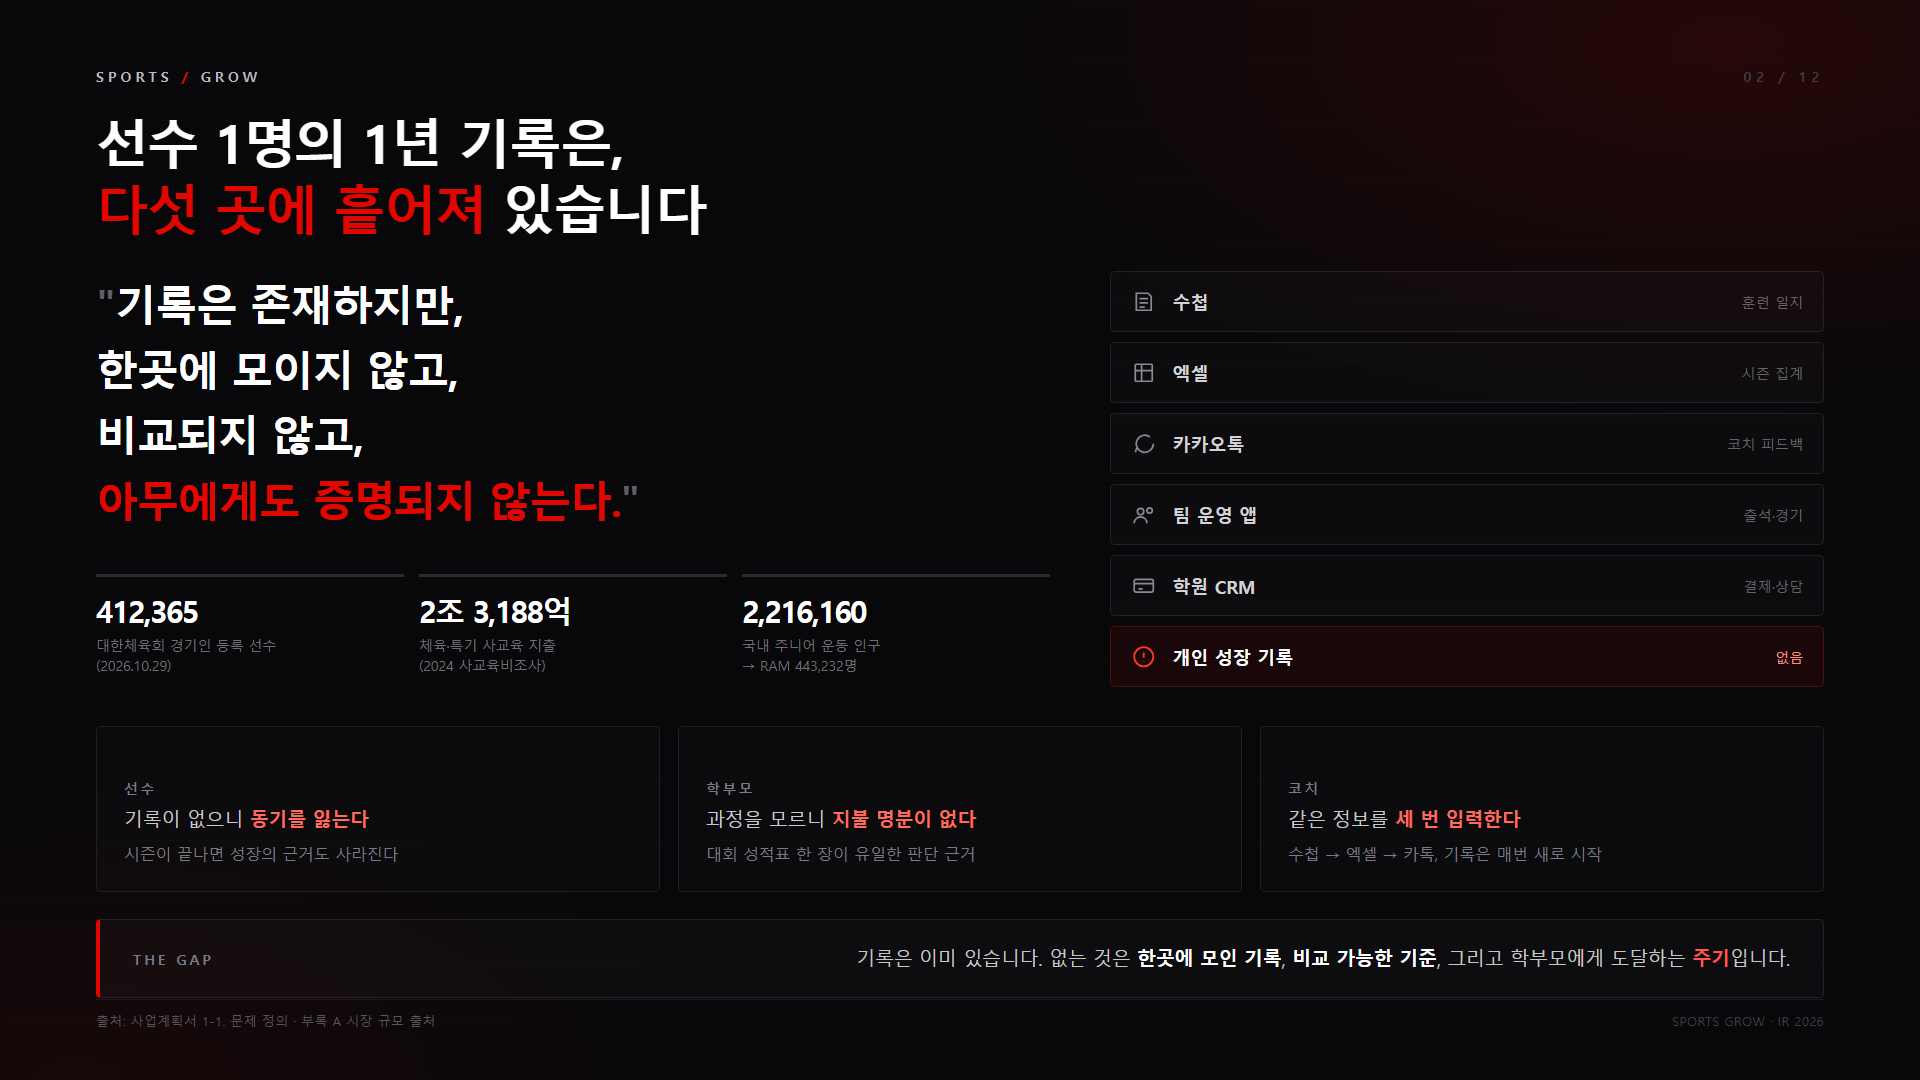 SPORTS / GROW
02 / 12
선수 1명의 1년 기록은,
다섯 곳에 흩어져 있습니다
"기록은 존재하지만,
한곳에 모이지 않고,
비교되지 않고,
아무에게도 증명되지 않는다."
412,365
대한체육회 경기인 등록 선수
(2026.10.29)
2조 3,188억
체육·특기 사교육 지출
(2024 사교육비조사)
2,216,160
국내 주니어 운동 인구
→ RAM 443,232명
수첩 훈련 일지
엑셀 시즌 집계
카카오톡 코치 피드백
팀 운영 앱 출석·경기
학원 CRM 결제·상담
개인 성장 기록 없음
선수
기록이 없으니 동기를 잃는다
시즌이 끝나면 성장의 근거도 사라진다
학부모
과정을 모르니 지불 명분이 없다
대회 성적표 한 장이 유일한 판단 근거
코치
같은 정보를 세 번 입력한다
수첩 → 엑셀 → 카톡, 기록은 매번 새로 시작
THE GAP
기록은 이미 있습니다. 없는 것은 한곳에 모인 기록, 비교 가능한 기준, 그리고 학부모에게 도달하는 주기입니다.
출처: 사업계획서 1-1. 문제 정의 · 부록 A 시장 규모 출처
SPORTS GROW · IR 2026